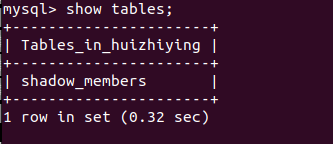 mysql> show tables;
+----------------------+
| Tables_in_huizhiying |
+----------------------+
| shadow_members       |
+----------------------+
1 row in set (0.32 sec)